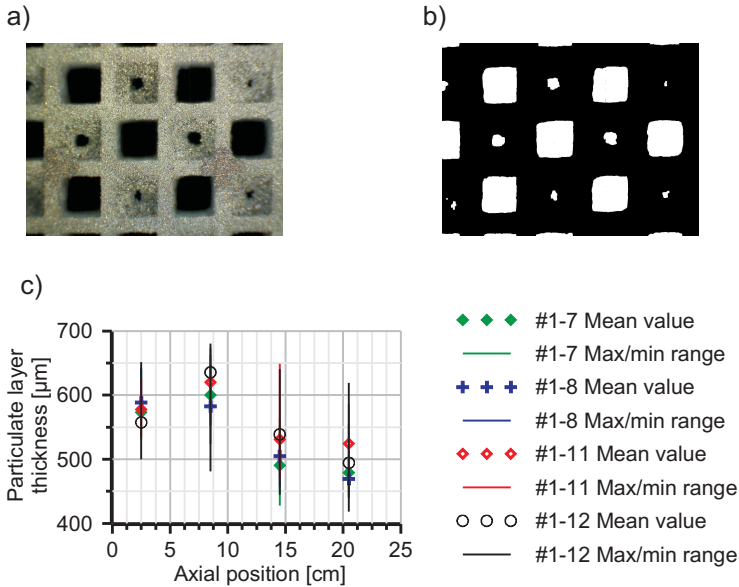 a)
b)
c)
700
600
500
400
0
5
10
15
20
25
Particulate layer
thickness [µm]
Axial position [cm]
#1-7 Mean value
#1-7 Max/min range
#1-8 Mean value
#1-8 Max/min range
#1-11 Mean value
#1-11 Max/min range
#1-12 Mean value
#1-12 Max/min range